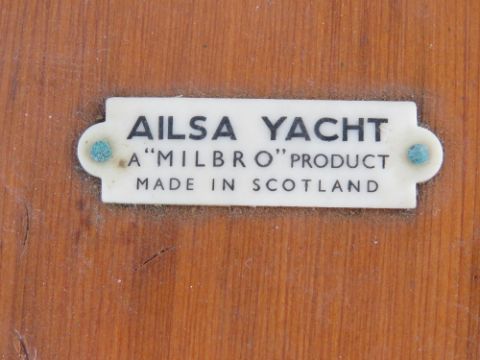 AILSA YACHT
A "MILBRO" PRODUCT
MADE IN SCOTLAND